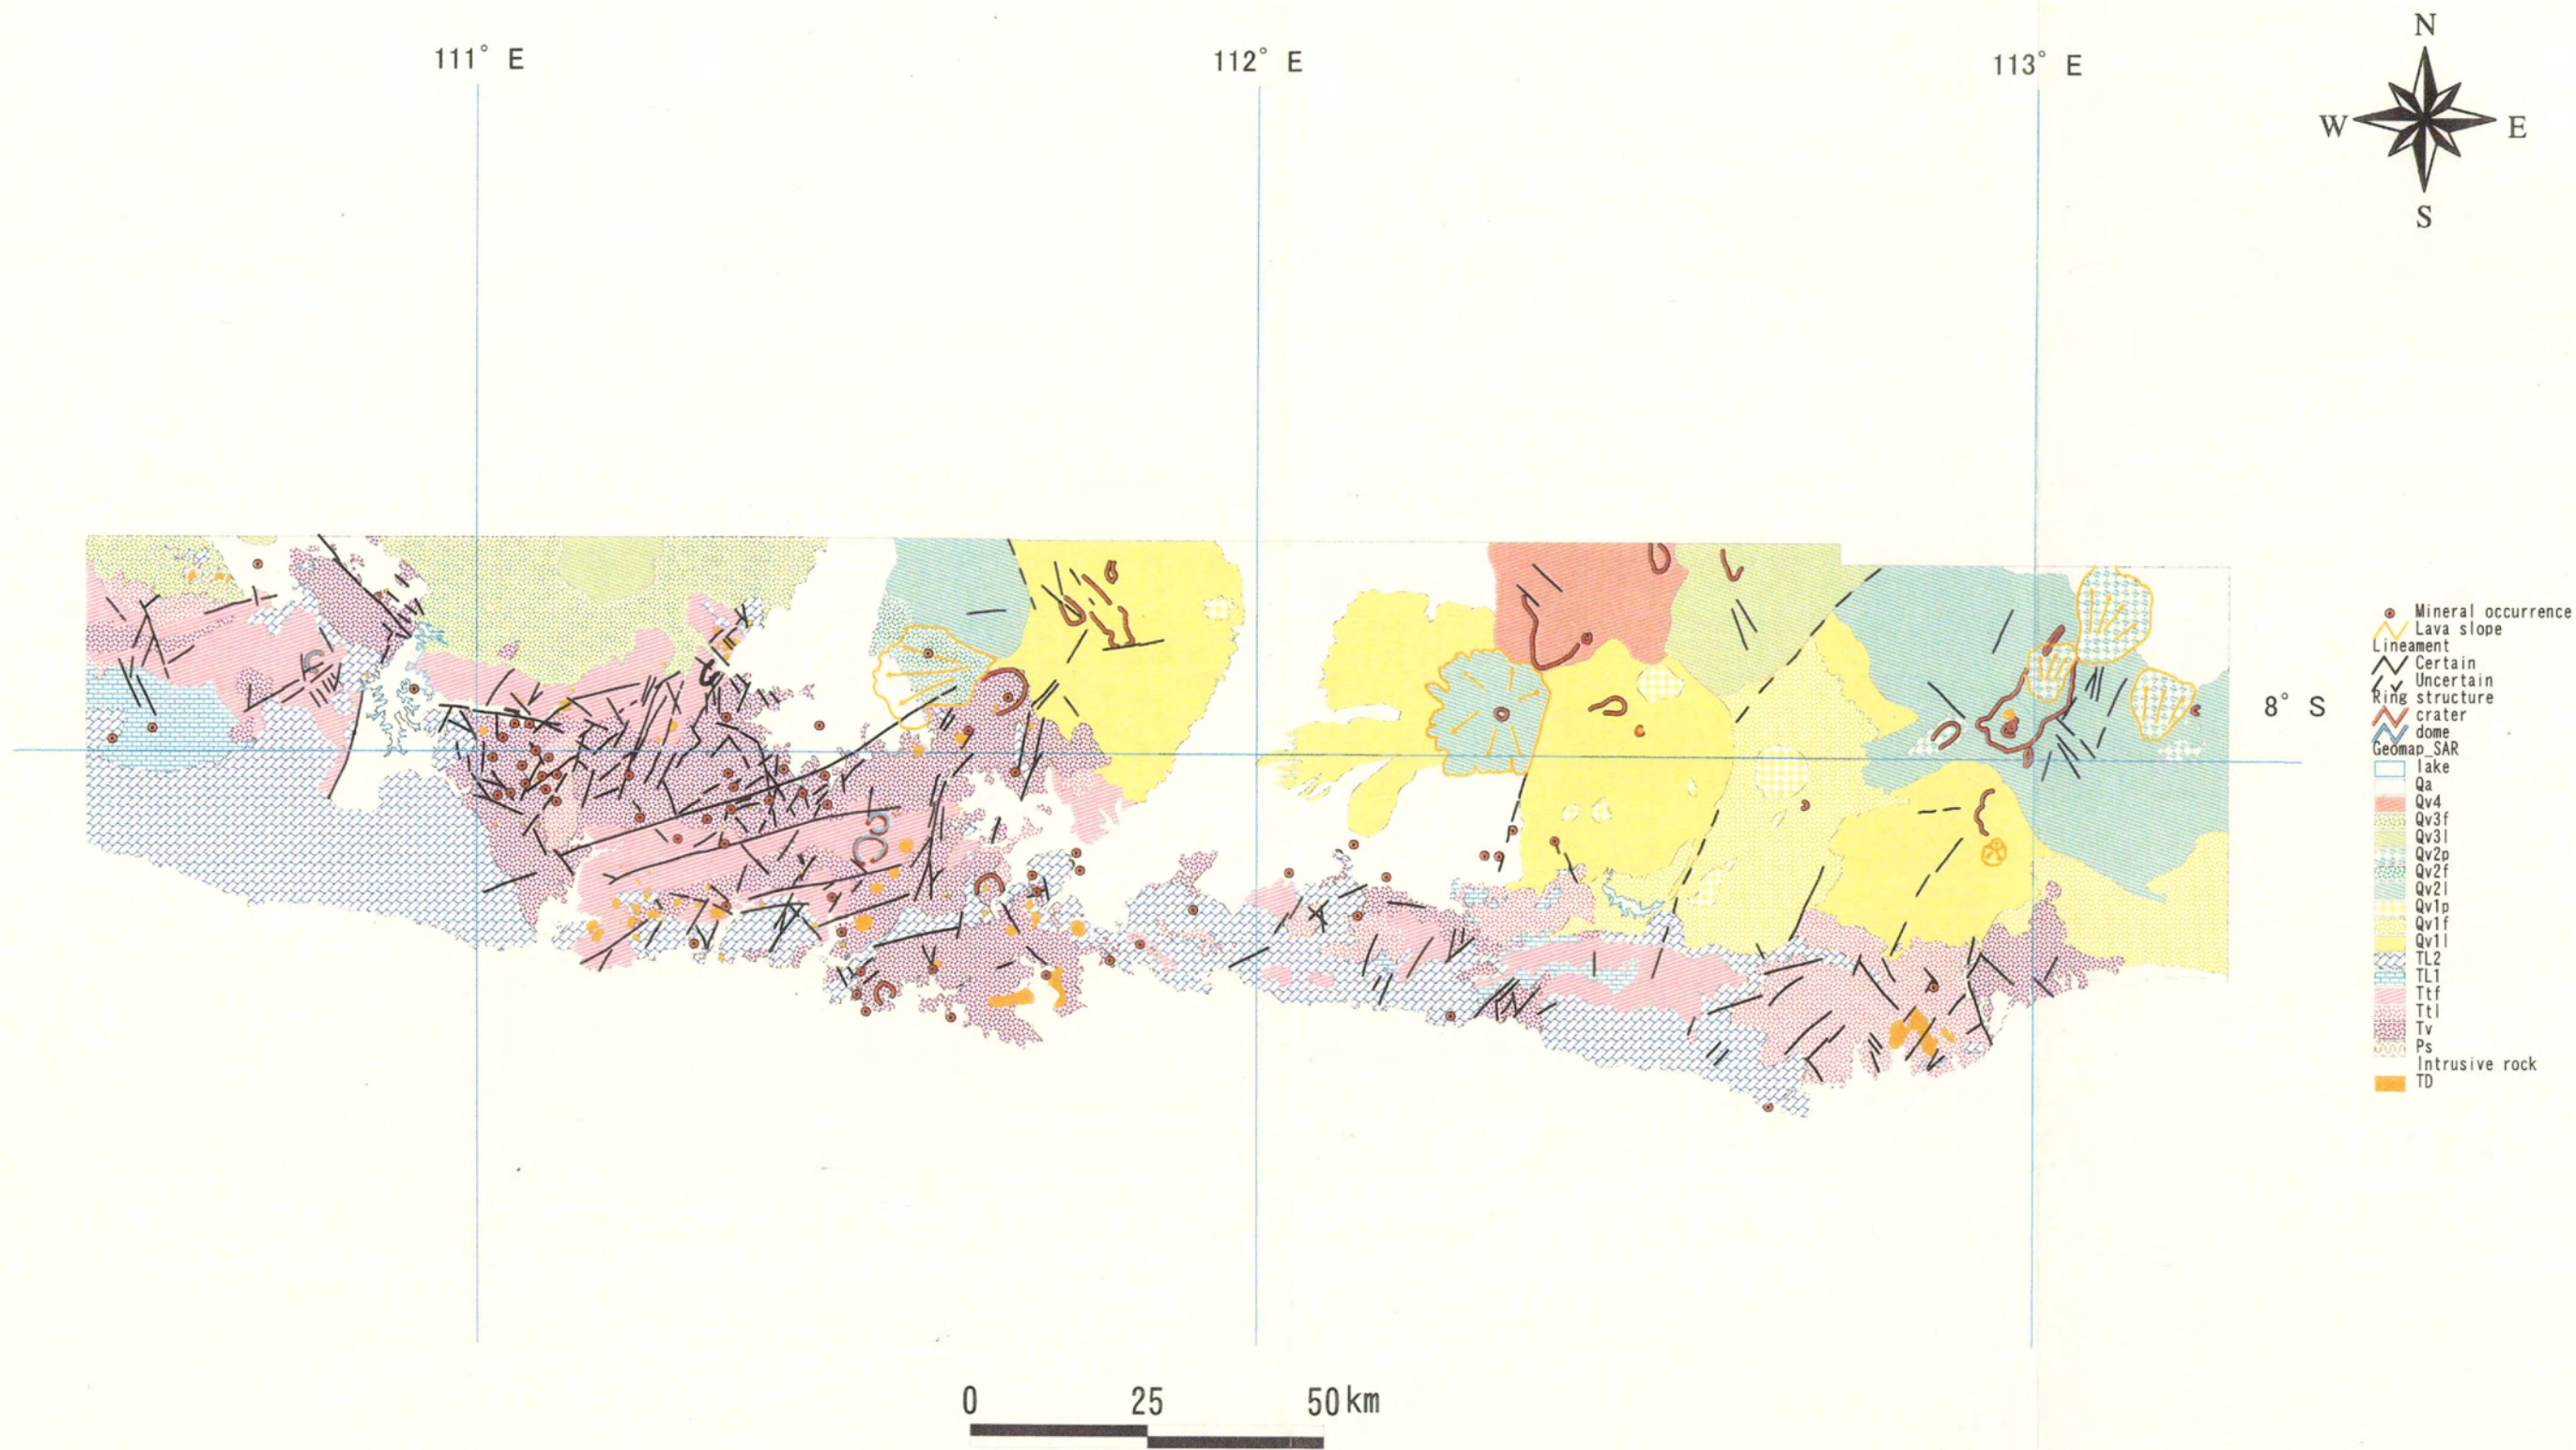 N
111° E
112° E
113° E
W
E
S
8° S
Mineral occurrence
Lava slope
Lineament
Certain
Uncertain
Ring structure
crater
dome
Geomap_SAR
lake
Qa
Qv4
Qv3f
Qv3l
Qv2p
Qv2f
Qv2l
Qv1p
Qv1f
Qv1l
TL2
TL1
Ttf
Ttl
Tv
Ps
Intrusive rock
TD
0 25 50km